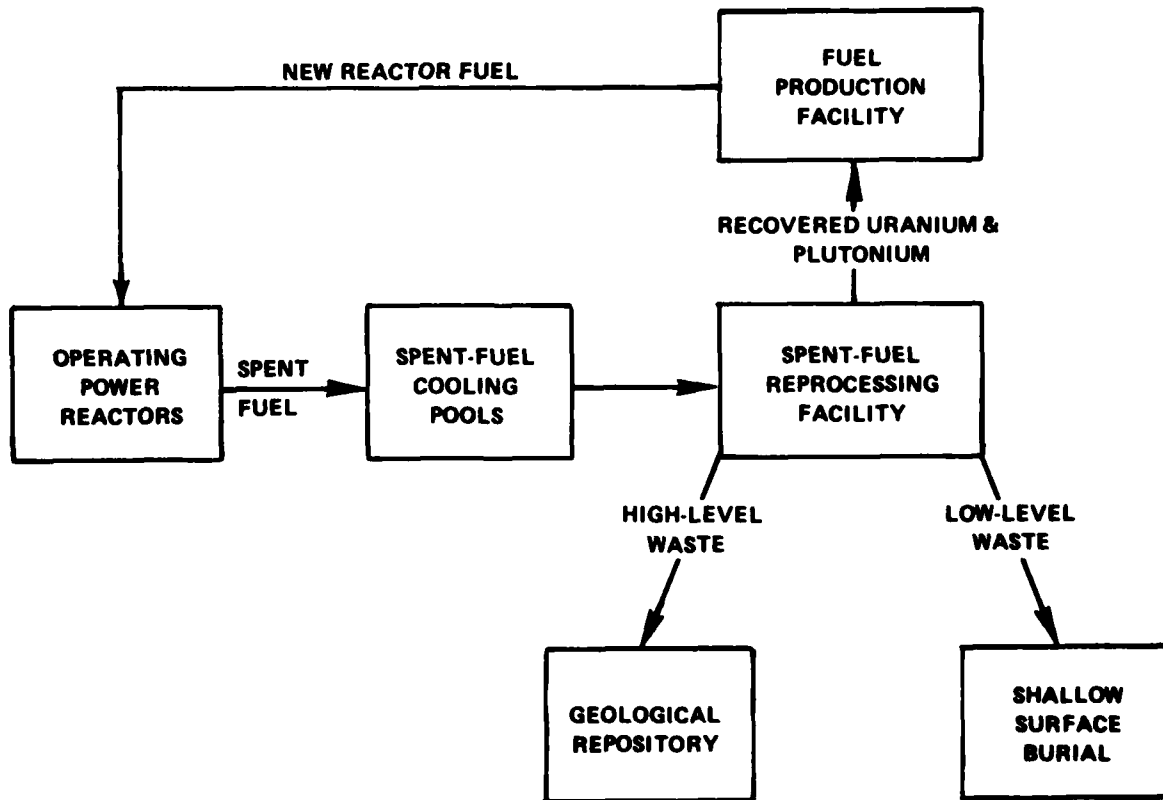 NEW REACTOR FUEL
FUEL
PRODUCTION
FACILITY
RECOVERED URANIUM &
PLUTONIUM
OPERATING
POWER
REACTORS
SPENT
FUEL
SPENT-FUEL
COOLING
POOLS
SPENT-FUEL
REPROCESSING
FACILITY
HIGH-LEVEL
WASTE
LOW-LEVEL
WASTE
GEOLOGICAL
REPOSITORY
SHALLOW
SURFACE
BURIAL